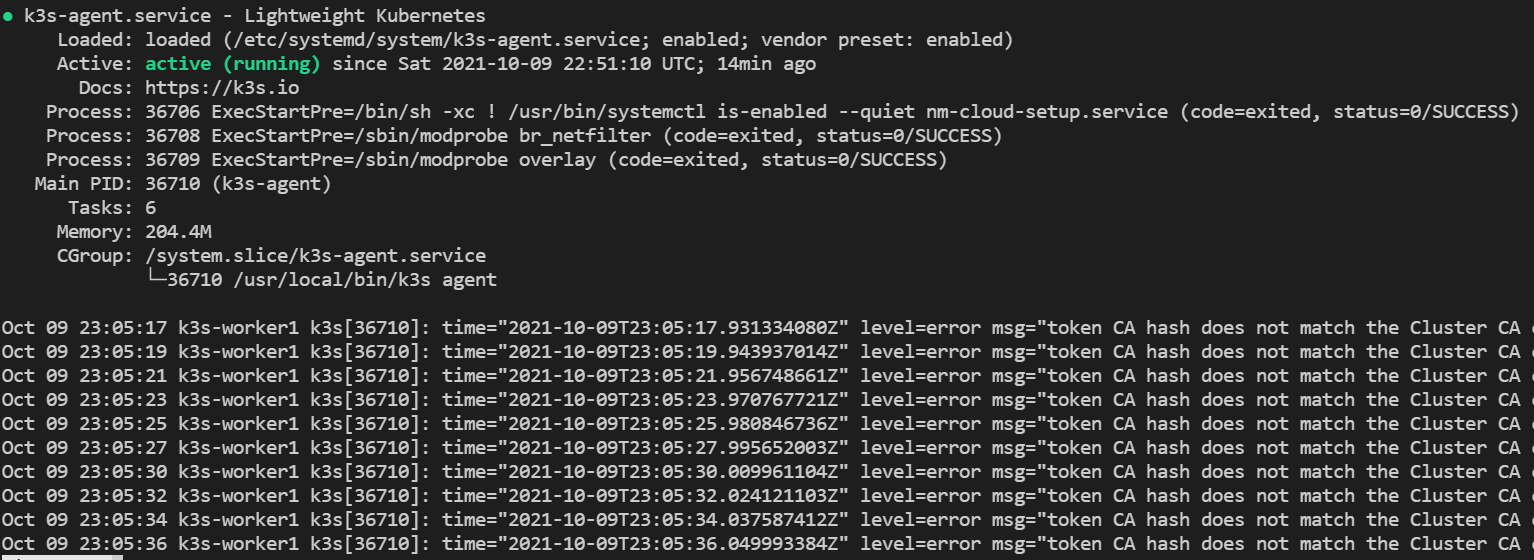 ● k3s-agent.service - Lightweight Kubernetes
Loaded: loaded (/etc/systemd/system/k3s-agent.service; enabled; vendor preset: enabled)
Active: active (running) since Sat 2021-10-09 22:51:10 UTC; 14min ago
Docs: https://k3s.io
Process: 36706 ExecStartPre=/bin/sh -xc ! /usr/bin/systemctl is-enabled --quiet nm-cloud-setup.service (code=exited, status=0/SUCCESS)
Process: 36708 ExecStartPre=/sbin/modprobe br_netfilter (code=exited, status=0/SUCCESS)
Process: 36709 ExecStartPre=/sbin/modprobe overlay (code=exited, status=0/SUCCESS)
Main PID: 36710 (k3s-agent)
Tasks: 6
Memory: 204.4M
CGroup: /system.slice/k3s-agent.service
└─36710 /usr/local/bin/k3s agent
Oct 09 23:05:17 k3s-worker1 k3s[36710]: time="2021-10-09T23:05:17.931334080Z" level=error msg="token CA hash does not match the Cluster CA
Oct 09 23:05:19 k3s-worker1 k3s[36710]: time="2021-10-09T23:05:19.943937014Z" level=error msg="token CA hash does not match the Cluster CA
Oct 09 23:05:21 k3s-worker1 k3s[36710]: time="2021-10-09T23:05:21.956748661Z" level=error msg="token CA hash does not match the Cluster CA
Oct 09 23:05:23 k3s-worker1 k3s[36710]: time="2021-10-09T23:05:23.970767721Z" level=error msg="token CA hash does not match the Cluster CA
Oct 09 23:05:25 k3s-worker1 k3s[36710]: time="2021-10-09T23:05:25.980846736Z" level=error msg="token CA hash does not match the Cluster CA
Oct 09 23:05:27 k3s-worker1 k3s[36710]: time="2021-10-09T23:05:27.995652003Z" level=error msg="token CA hash does not match the Cluster CA
Oct 09 23:05:30 k3s-worker1 k3s[36710]: time="2021-10-09T23:05:30.009961104Z" level=error msg="token CA hash does not match the Cluster CA
Oct 09 23:05:32 k3s-worker1 k3s[36710]: time="2021-10-09T23:05:32.024121103Z" level=error msg="token CA hash does not match the Cluster CA
Oct 09 23:05:34 k3s-worker1 k3s[36710]: time="2021-10-09T23:05:34.037587412Z" level=error msg="token CA hash does not match the Cluster CA
Oct 09 23:05:36 k3s-worker1 k3s[36710]: time="2021-10-09T23:05:36.049993384Z" level=error msg="token CA hash does not match the Cluster CA